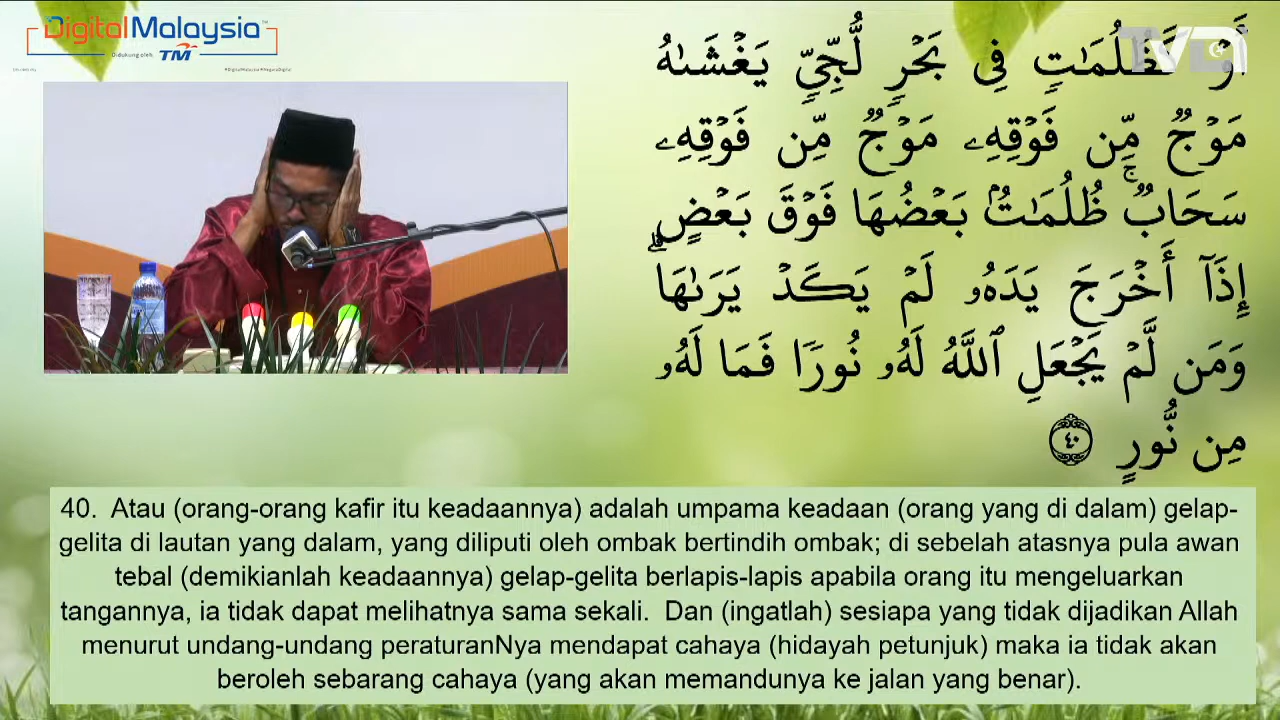 DigitalMalaysia
Didukung oleh: TM
#DigitalMalaysia #NegaraDigital
TVD
أَوۡ كَظُلُمَٰتٖ فِي بَحۡرٖ لُّجِّيّٖ يَغۡشَىٰهُ
مَوۡجٞ مِّن فَوۡقِهِۦ مَوۡجٞ مِّن فَوۡقِهِۦ
سَحَابٞۚ ظُلُمَٰتُۢ بَعۡضُهَا فَوۡقَ بَعۡضٍ
إِذَآ أَخۡرَجَ يَدَهُۥ لَمۡ يَكَدۡ يَرَىٰهَاۗ
وَمَن لَّمۡ يَجۡعَلِ ٱللَّهُ لَهُۥ نُورٗا فَمَا لَهُۥ
مِن نُّورٍ ٤٠
40. Atau (orang-orang kafir itu keadaannya) adalah umpama keadaan (orang yang di dalam) gelap-
gelita di lautan yang dalam, yang diliputi oleh ombak bertindih ombak; di sebelah atasnya pula awan
tebal (demikianlah keadaannya) gelap-gelita berlapis-lapis apabila orang itu mengeluarkan
tangannya, ia tidak dapat melihatnya sama sekali. Dan (ingatlah) sesiapa yang tidak dijadikan Allah
menurut undang-undang peraturanNya mendapat cahaya (hidayah petunjuk) maka ia tidak akan
beroleh sebarang cahaya (yang akan memandunya ke jalan yang benar).